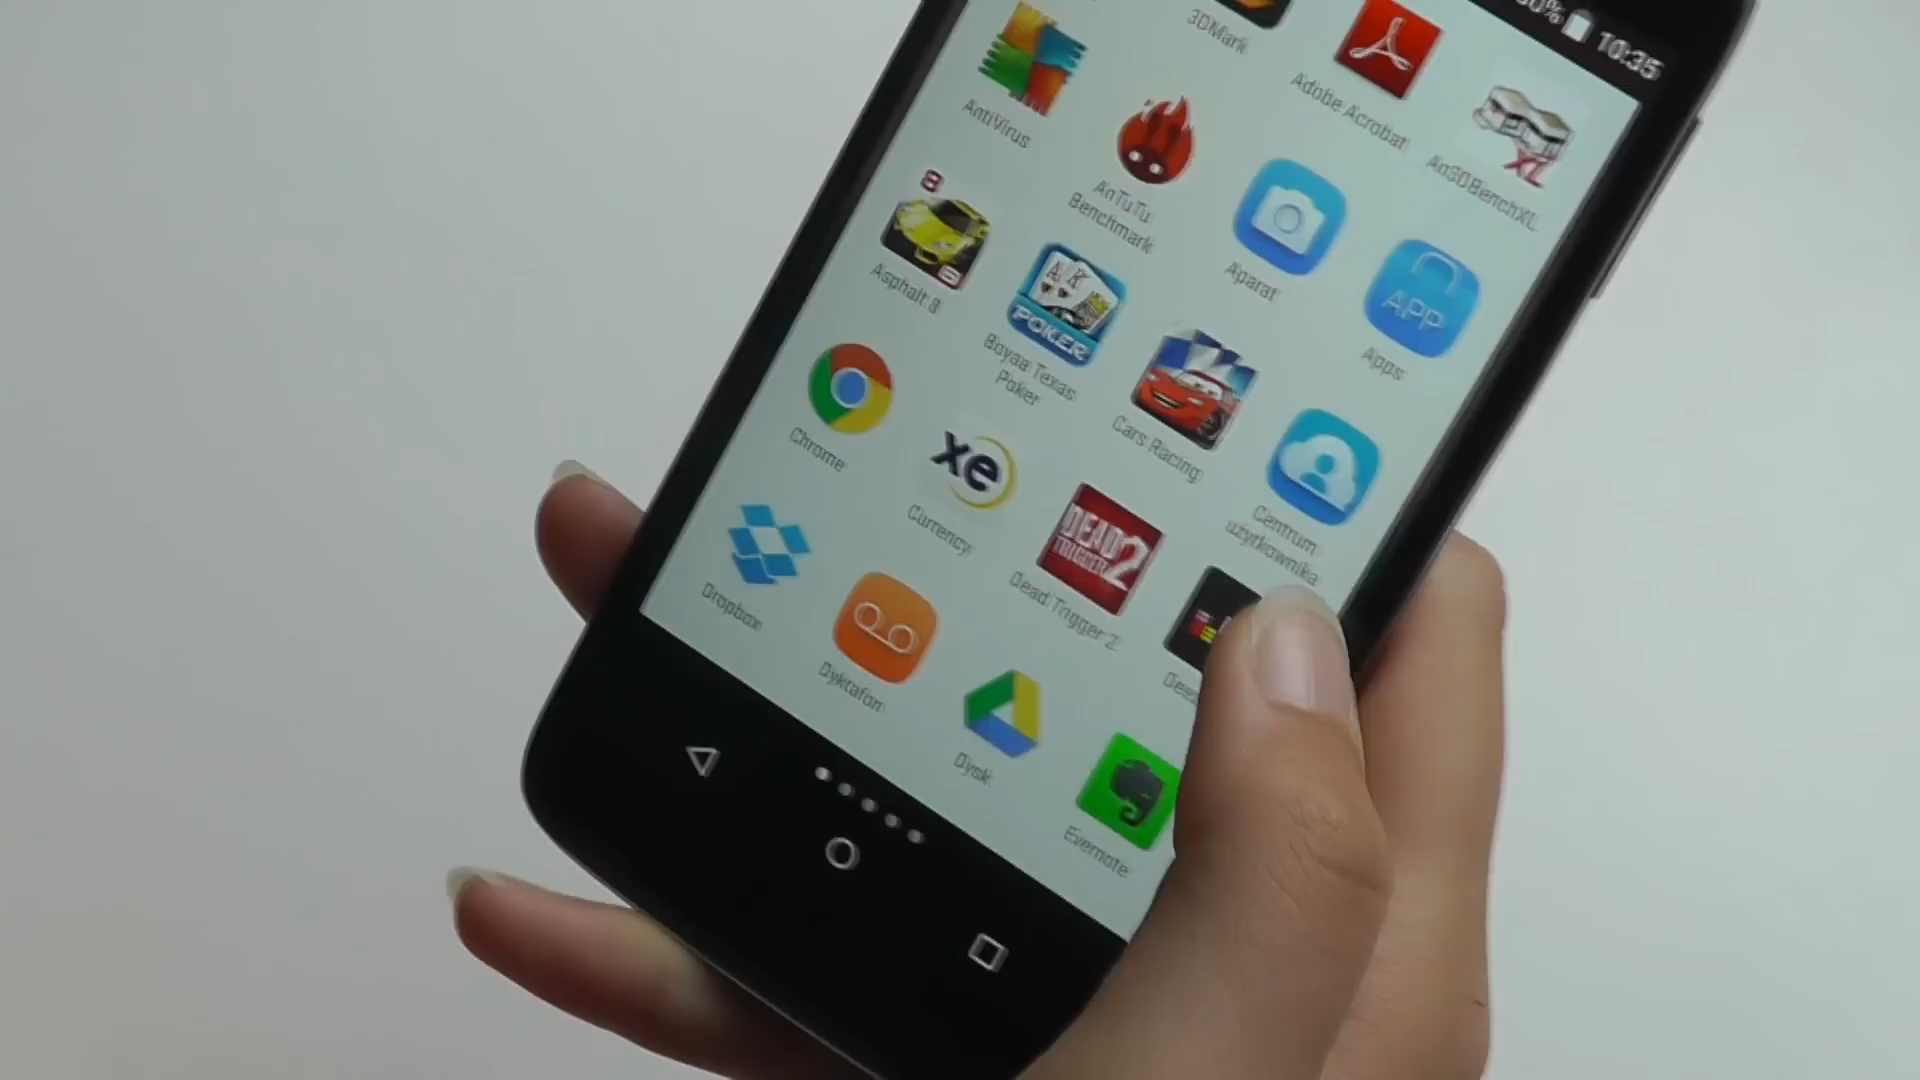 10:35
3DMark
Adobe Acrobat
An3DBenchXL
XL
AntiVirus
AnTuTu
Benchmark
Aparat
APP
Apps
8
Asphalt 8
A K
POKER
Boyaa Texas
Poker
Cars Racing
Centrum
użytkownika
Chrome
xe
Currency
DEAD
TRIGGER 2
Dead Trigger 2
Dropbox
Dyktafon
Dysk
Evernote